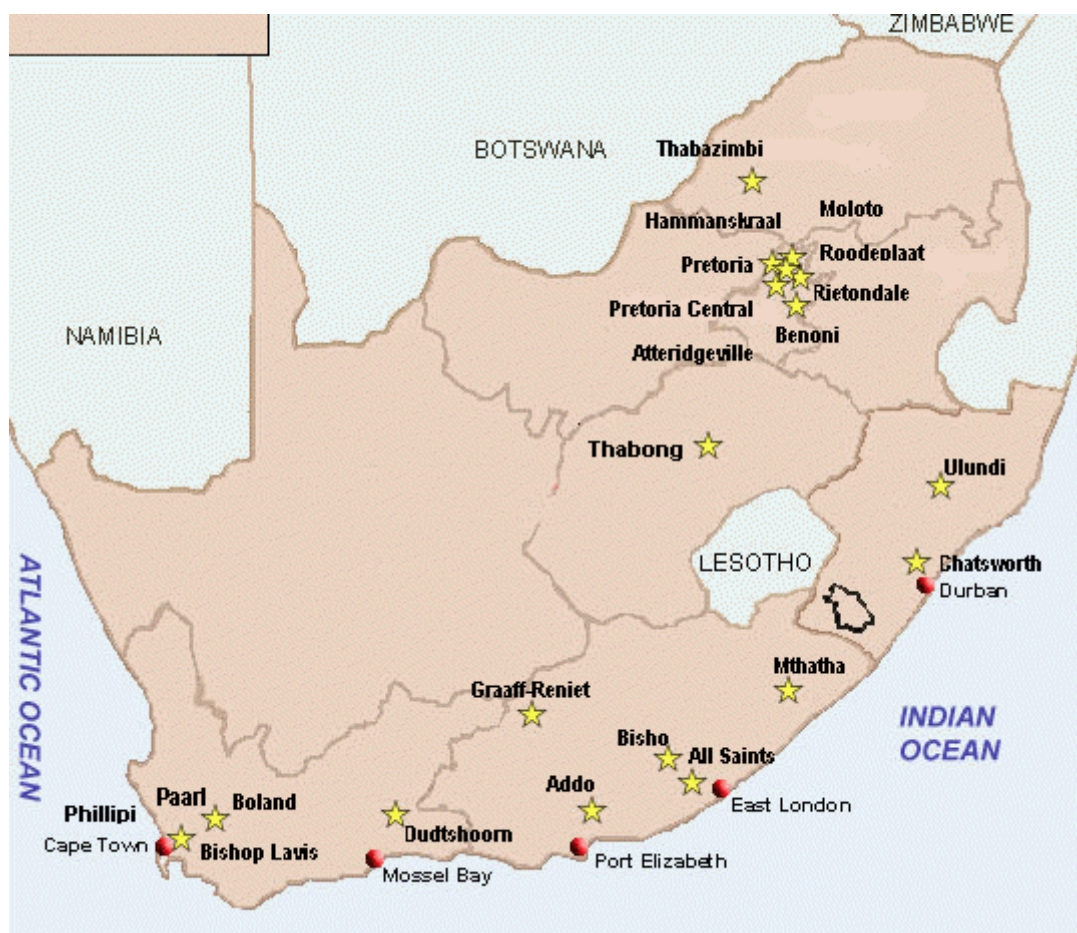 ZIMBABWE
BOTSWANA
Thabazimbi
Moloto
Hammanskraal
Roodeplaat
Pretoria
Rietondale
Pretoria Central
Benoni
Atteridgeville
NAMIBIA
Thabong
Ulundi
LESOTHO
Chatsworth
Durban
ATLANTIC OCEAN
Mthatha
Graaff-Reniet
INDIAN
OCEAN
Bisho
All Saints
Addo
East London
Paarl
Boland
Phillipi
Dudtshoorn
Cape Town
Bishop Lavis
Port Elizabeth
Mossel Bay